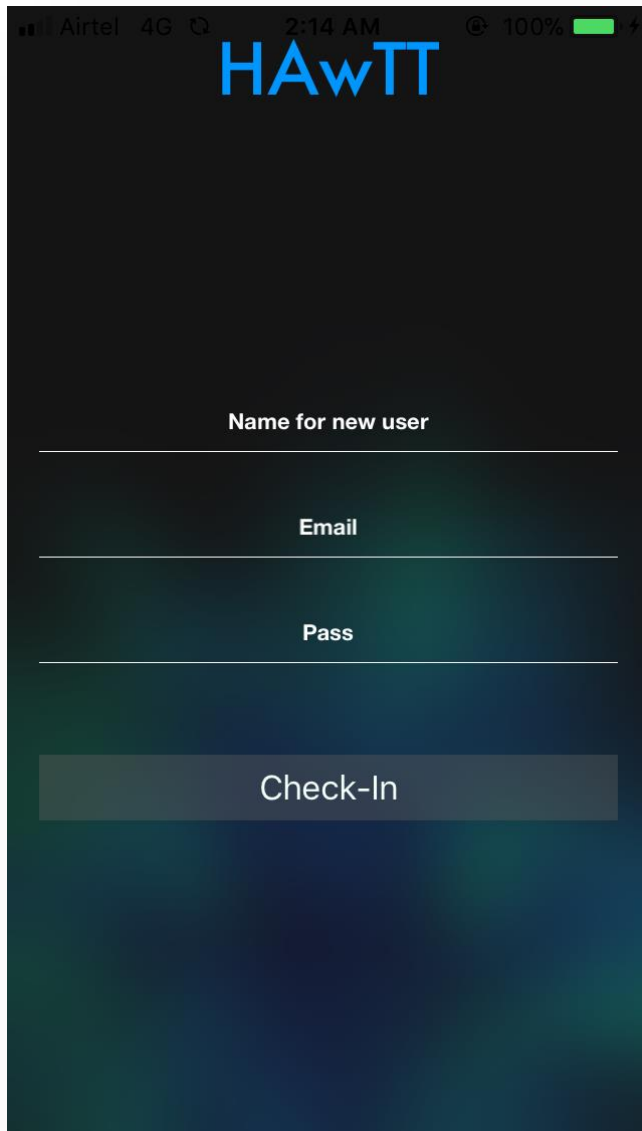 Airtel 4G 2:14 AM 100%
HAwTT
Name for new user
Email
Pass
Check-In